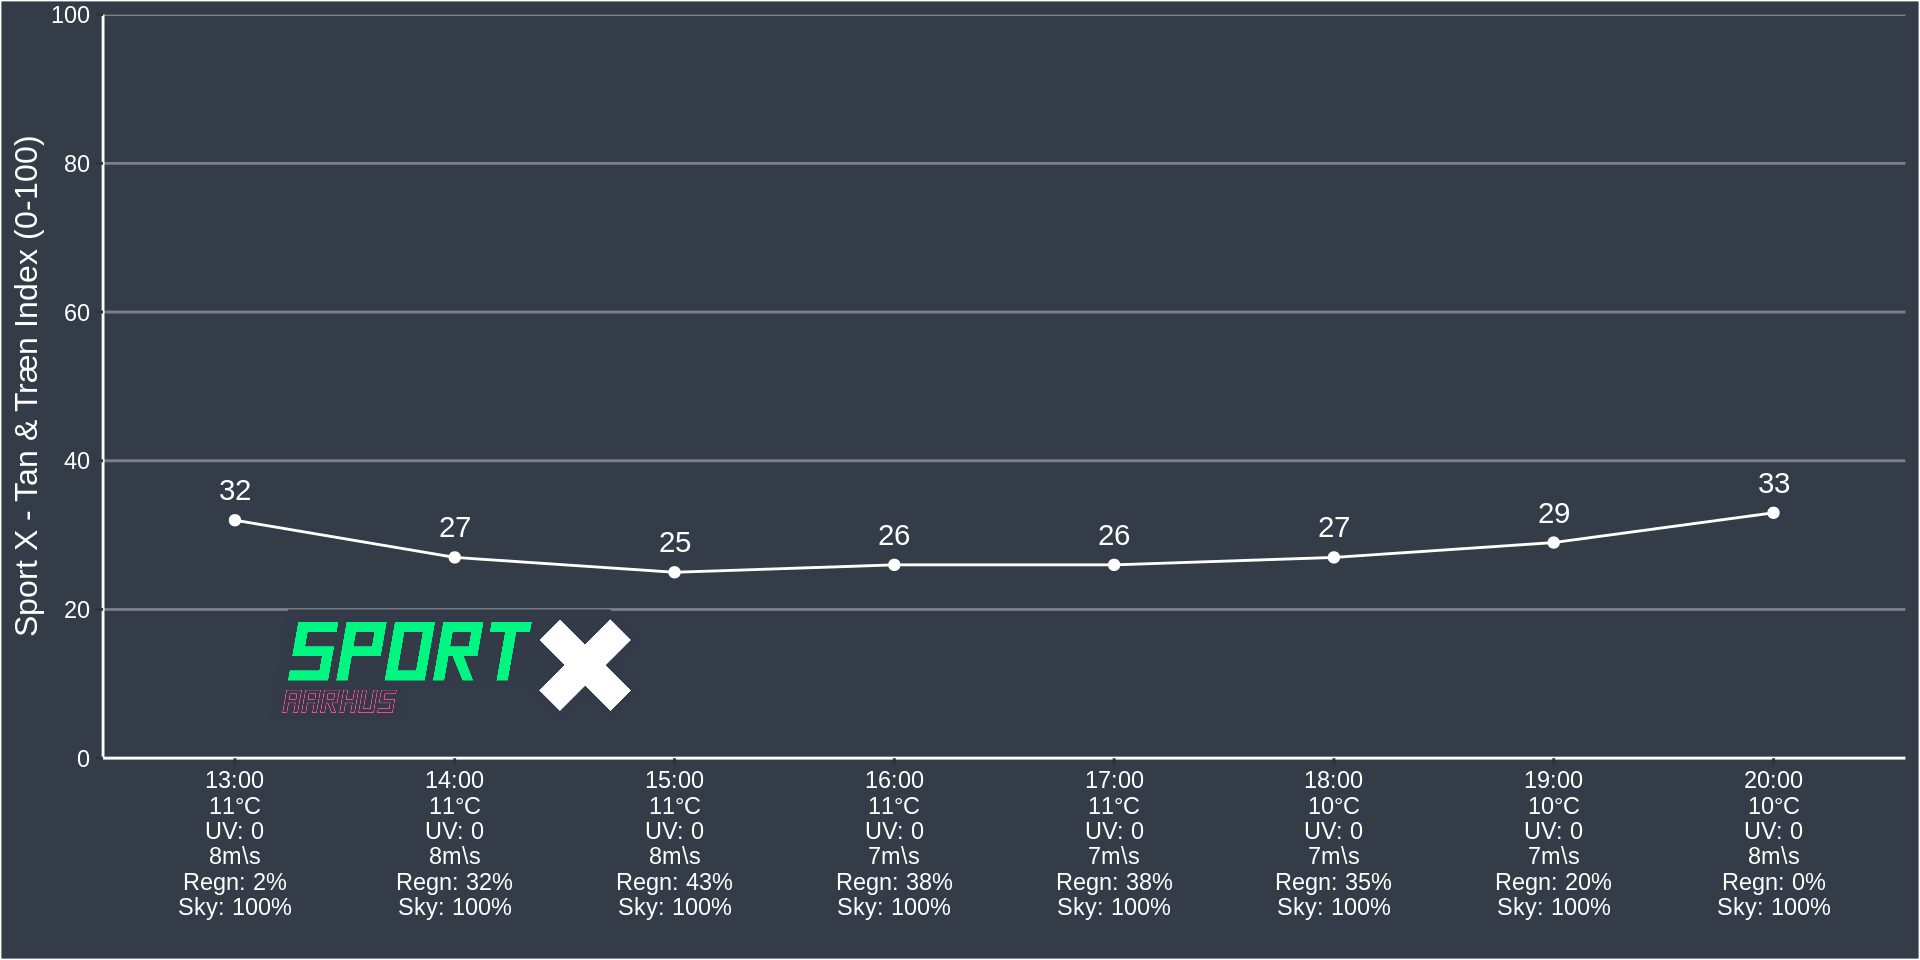 Sport X - Tan & Træn Index (0-100)
100
80
60
40
20
0
32
27
25
26
26
27
29
33
SPORT X
AARHUS
13:00
11°C
UV: 0
8m\s
Regn: 2%
Sky: 100%
14:00
11°C
UV: 0
8m\s
Regn: 32%
Sky: 100%
15:00
11°C
UV: 0
8m\s
Regn: 43%
Sky: 100%
16:00
11°C
UV: 0
7m\s
Regn: 38%
Sky: 100%
17:00
11°C
UV: 0
7m\s
Regn: 38%
Sky: 100%
18:00
10°C
UV: 0
7m\s
Regn: 35%
Sky: 100%
19:00
10°C
UV: 0
7m\s
Regn: 20%
Sky: 100%
20:00
10°C
UV: 0
8m\s
Regn: 0%
Sky: 100%